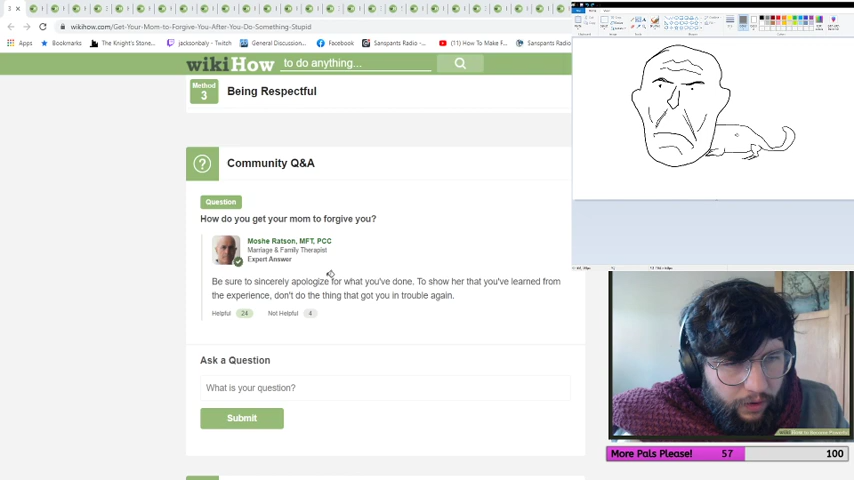 wikihow.com/Get-Your-Mom-to-Forgive-You-After-You-Do-Something-Stupid
Apps
Bookmarks
The Knight's Stone...
jacksonbaly - Twitch
General Discussion...
Facebook
Sanspants Radio -...
(11) How To Make F...
Sanspants Radio
wikiHow
to do anything...
Method
3
Being Respectful
?
Community Q&A
Question
How do you get your mom to forgive you?
Moshe Ratson, MFT, PCC
Marriage & Family Therapist
Expert Answer
Be sure to sincerely apologize for what you've done. To show her that you've learned from
the experience, don't do the thing that got you in trouble again.
Helpful 24 Not Helpful 4
Ask a Question
What is your question?
Submit
More Pals Please! 57 100